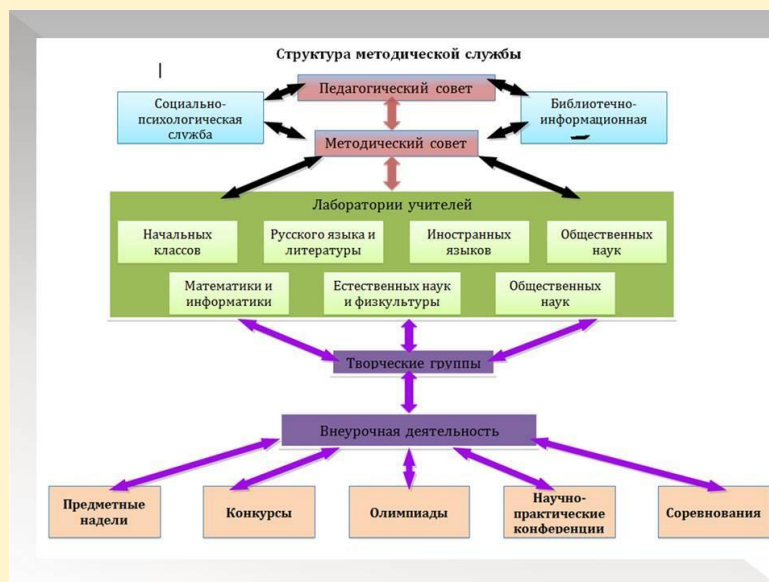 Структура методической службы
Педагогический совет
Социально-
психологическая
служба
Библиотечно-
информационная
Методический совет
Лаборатории учителей
Начальных
классов
Русского языка и
литературы
Иностранных
языков
Общественных
наук
Математики и
информатики
Естественных наук
и физкультуры
Общественных
наук
Творческие группы
Внеурочная деятельность
Предметные
надели
Конкурсы
Олимпиады
Научно-
практические
конференции
Соревнования